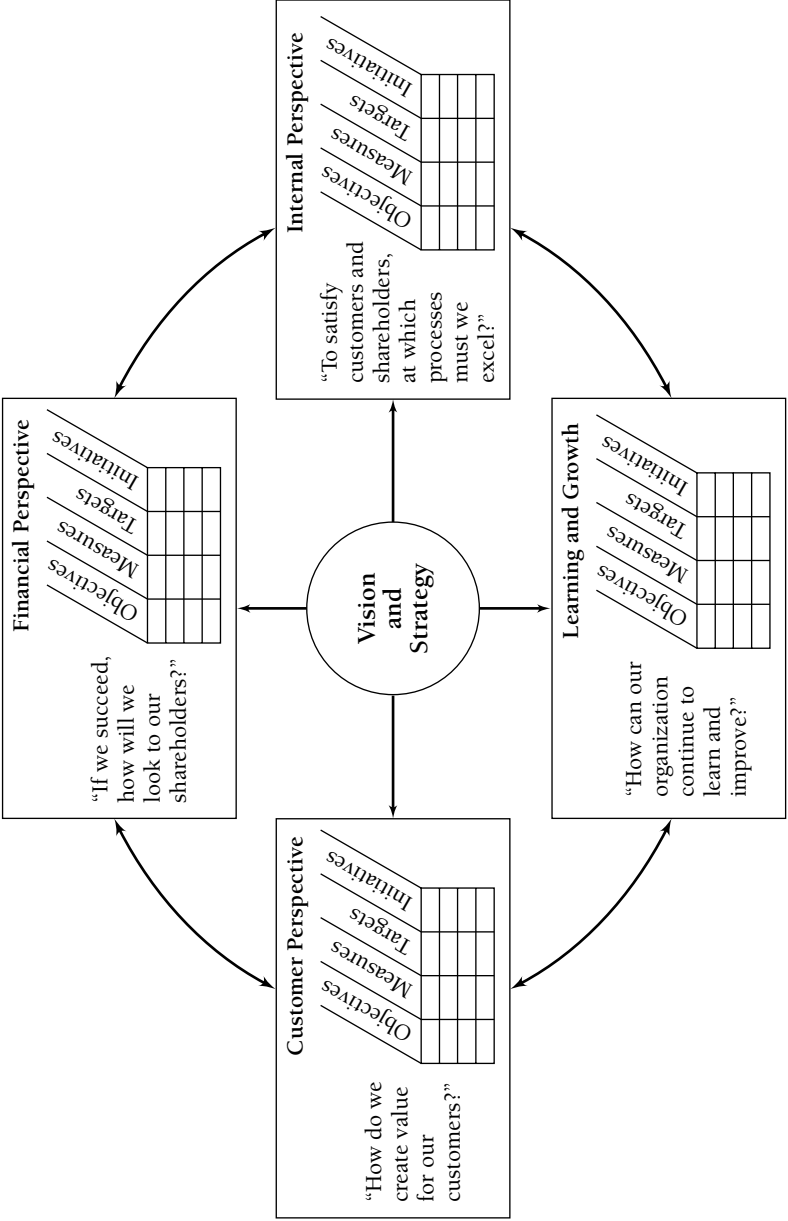 Financial Perspective
“If we succeed,
how will we
look to our
shareholders?”
Objectives
Measures
Targets
Initiatives
Customer Perspective
“How do we
create value
for our
customers?”
Objectives
Measures
Targets
Initiatives
Vision
and
Strategy
Internal Perspective
“To satisfy
customers and
shareholders,
at which
processes
must we
excel?”
Objectives
Measures
Targets
Initiatives
Learning and Growth
“How can our
organization
continue to
learn and
improve?”
Objectives
Measures
Targets
Initiatives